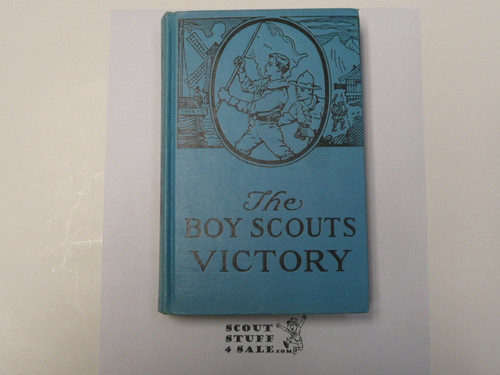 The
BOY SCOUTS
VICTORY
SCOUT
STUFF
4 SALE.com